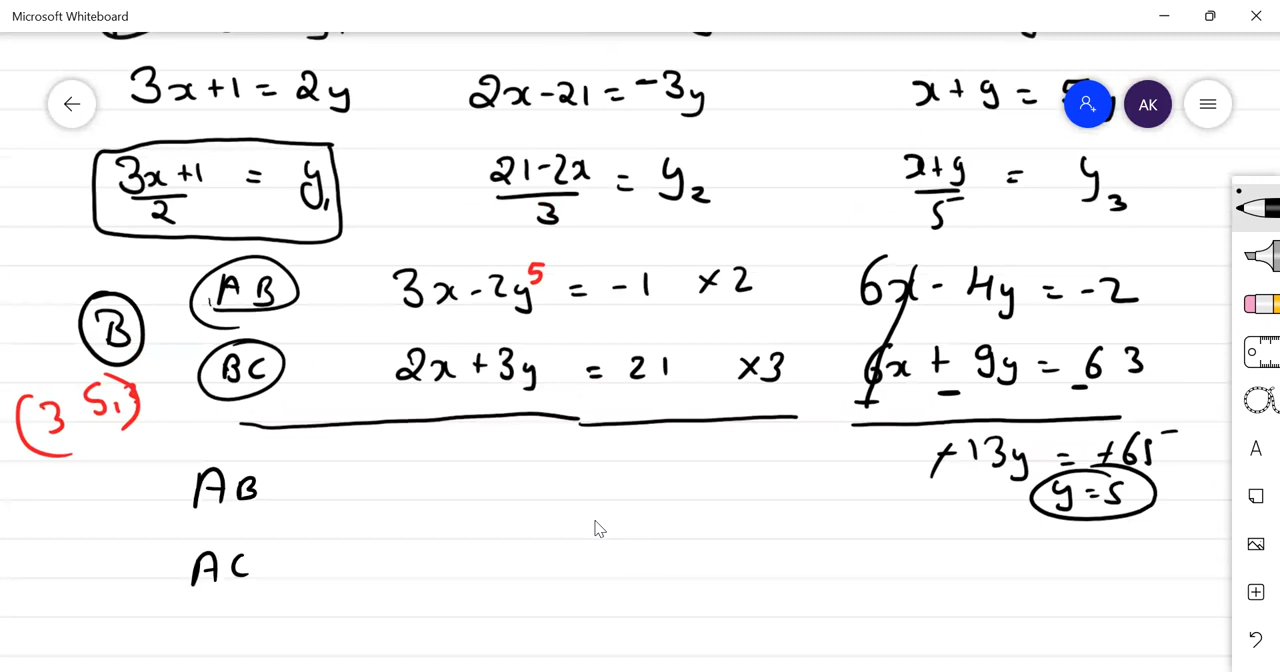 Microsoft Whiteboard
3x+1 = 2y 2x-21 = -3y x+9 =
AK
3x+1/2 = y₁ 21-2x/3 = y₂ x+9/5 = y₃
AB 3x-2y = -1 ×2 6x-4y = -2
5
B
BC 2x+3y = 21 ×3 6x+9y = 63
-13y = -65
y=5
AB
AC
A